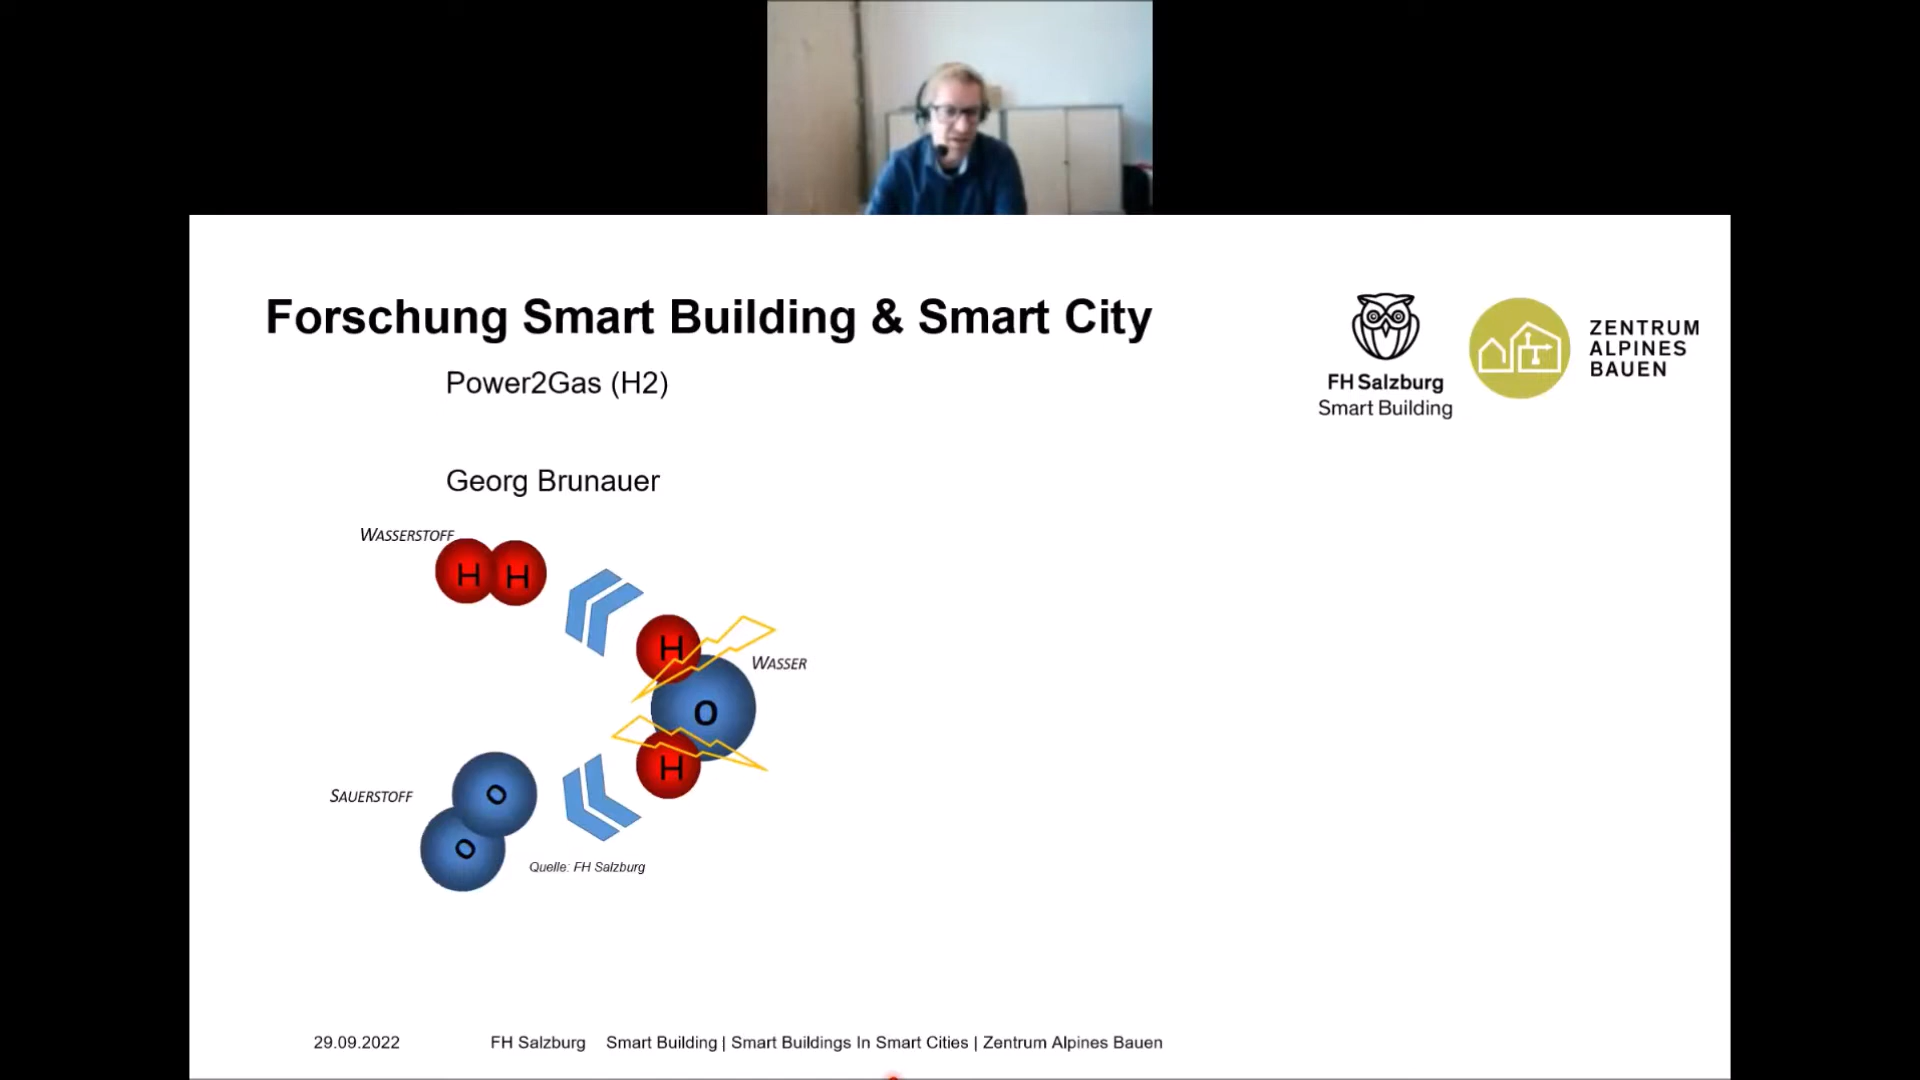 Forschung Smart Building & Smart City
Power2Gas (H2)
FH Salzburg
Smart Building
ZENTRUM
ALPINES
BAUEN
Georg Brunauer
WASSERSTOFF
H H
H
WASSER
O
H
SAUERSTOFF
O
O
Quelle: FH Salzburg
29.09.2022 FH Salzburg Smart Building | Smart Buildings In Smart Cities | Zentrum Alpines Bauen